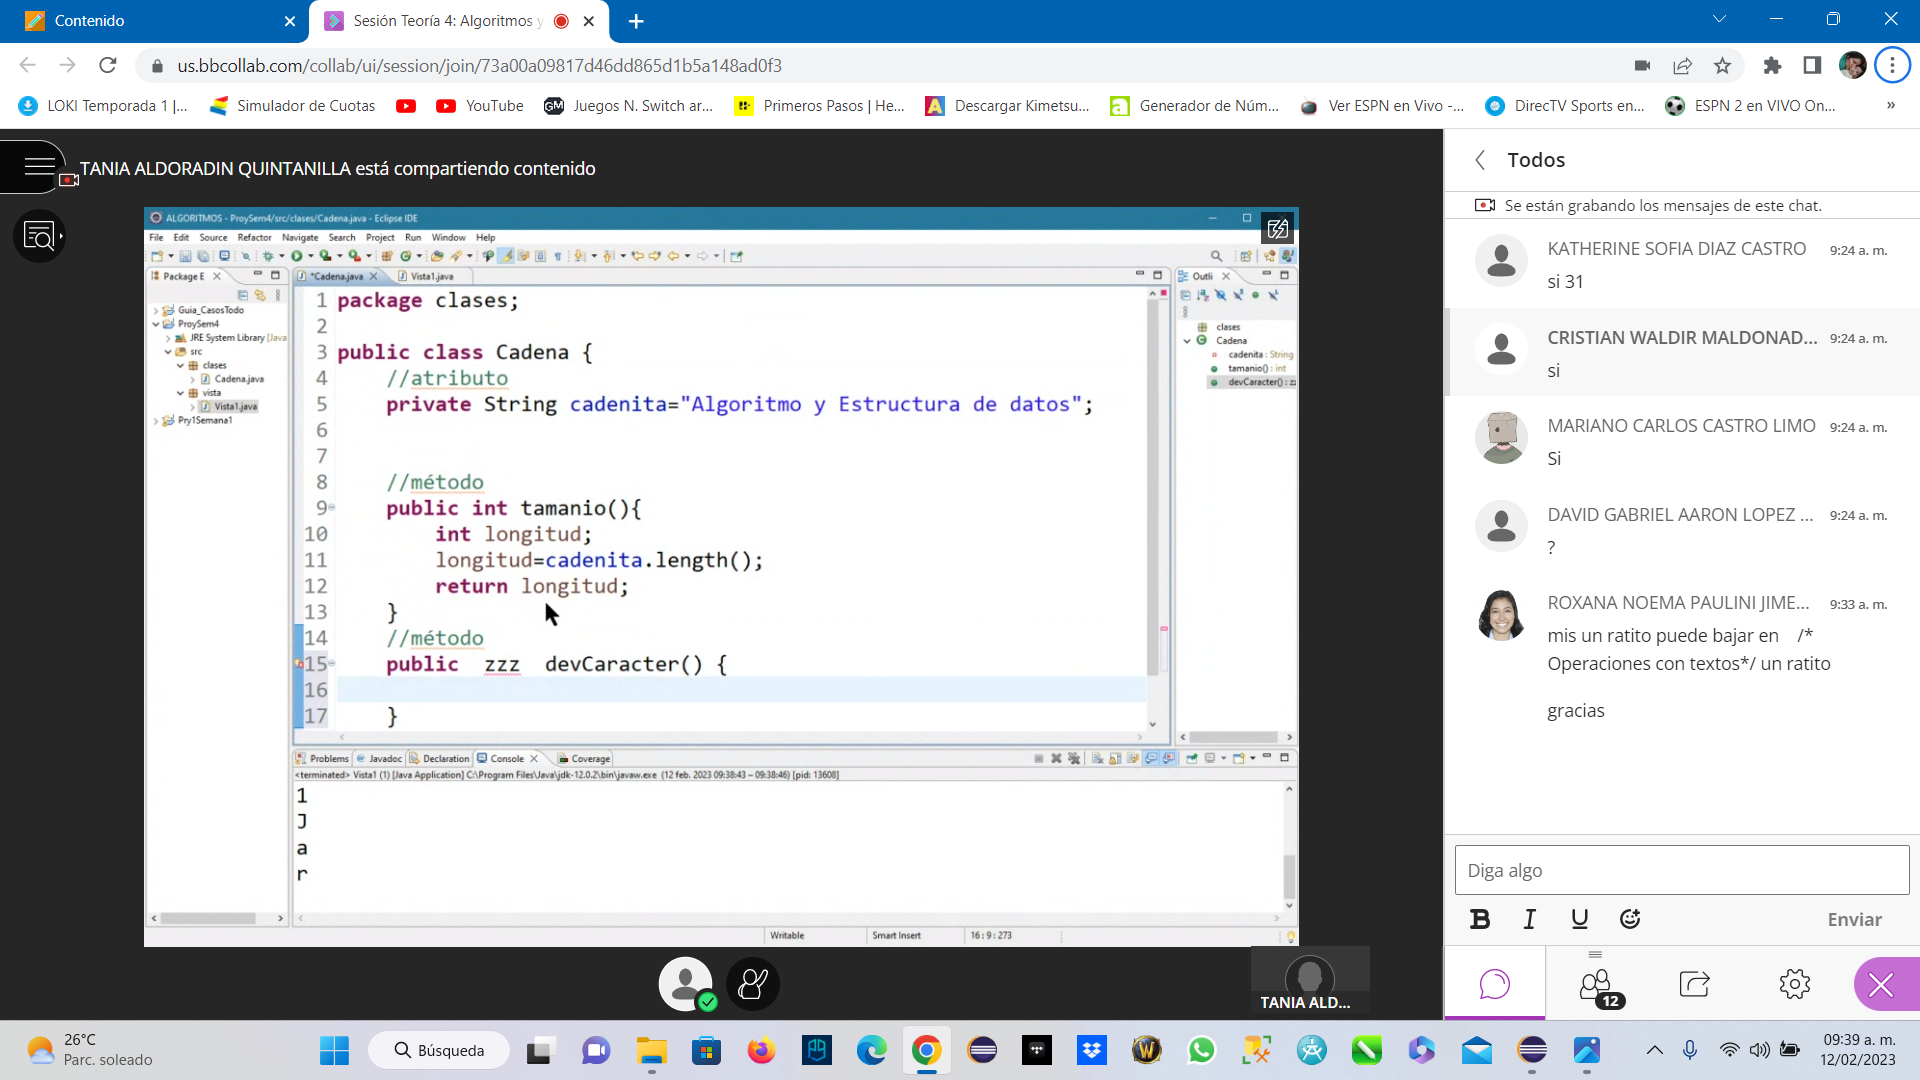 Contenido
Sesión Teoría 4: Algoritmos y
us.bbcollab.com/collab/ui/session/join/73a00a09817d46dd865d1b5a148ad0f3
LOKI Temporada 1 |...
Simulador de Cuotas
YouTube
Juegos N. Switch ar...
Primeros Pasos | He...
Descargar Kimetsu...
Generador de Núm...
Ver ESPN en Vivo -...
DirecTV Sports en...
ESPN 2 en VIVO On...
»
TANIA ALDORADIN QUINTANILLA está compartiendo contenido
ALGORITMOS - ProySem4/src/clases/Cadena.java - Eclipse IDE
File Edit Source Refactor Navigate Search Project Run Window Help
Package E
*Cadena.java
Vista1.java
Outli
Guia_CasosTodo
ProySem4
JRE System Library [Java
src
clases
Cadena.java
vista
Vista1.java
Pry1Semana1
1 package clases;
2
3 public class Cadena {
4 //atributo
5 private String cadenita="Algoritmo y Estructura de datos";
6
7
8 //método
9 public int tamanio(){
10 int longitud;
11 longitud=cadenita.length();
12 return longitud;
13 }
14 //método
15 public zzz devCaracter() {
16
17 }
clases
Cadena
cadenita : String
tamanio() : int
devCaracter() : zz
Problems Javadoc Declaration Console Coverage
<terminated> Vista1 (1) [Java Application] C:\Program Files\Java\jdk-12.0.2\bin\javaw.exe (12 feb. 2023 09:38:43 – 09:38:46) [pid: 13608]
1
J
a
r
Writable
Smart Insert
16 : 9 : 273
TANIA ALD...
Todos
Se están grabando los mensajes de este chat.
KATHERINE SOFIA DIAZ CASTRO 9:24 a. m.
si 31
CRISTIAN WALDIR MALDONAD... 9:24 a. m.
si
MARIANO CARLOS CASTRO LIMO 9:24 a. m.
Si
DAVID GABRIEL AARON LOPEZ ... 9:24 a. m.
?
ROXANA NOEMA PAULINI JIME... 9:33 a. m.
mis un ratito puede bajar en /*
Operaciones con textos*/ un ratito
gracias
Diga algo
B I U
Enviar
12
26°C
Parc. soleado
Búsqueda
09:39 a. m.
12/02/2023